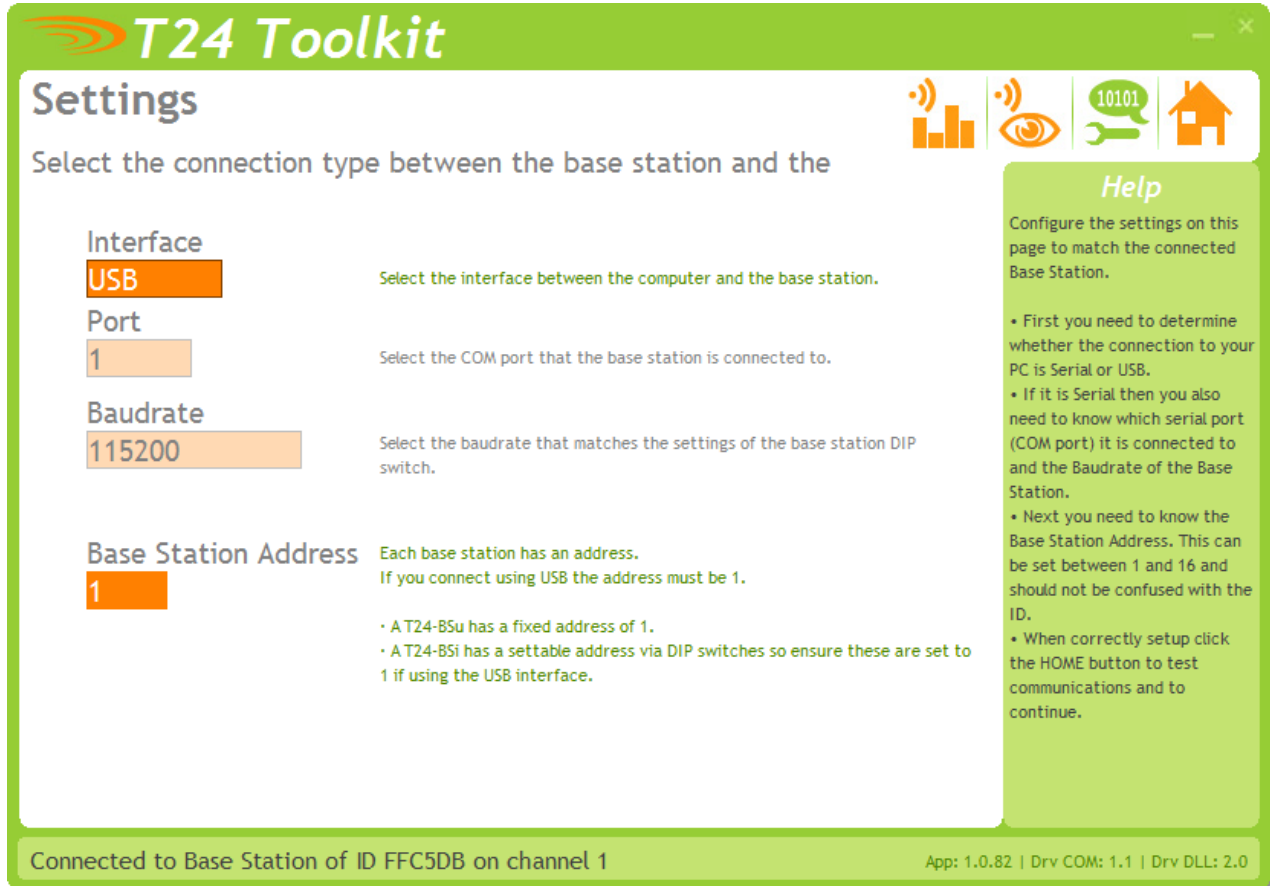 T24 Toolkit
Settings
10101
Select the connection type between the base station and the
Interface
USB
Select the interface between the computer and the base station.
Port
1
Select the COM port that the base station is connected to.
Baudrate
115200
Select the baudrate that matches the settings of the base station DIP
switch.
Base Station Address
1
Each base station has an address.
If you connect using USB the address must be 1.
· A T24-BSu has a fixed address of 1.
· A T24-BSi has a settable address via DIP switches so ensure these are set to
1 if using the USB interface.
Help
Configure the settings on this
page to match the connected
Base Station.
• First you need to determine
whether the connection to your
PC is Serial or USB.
• If it is Serial then you also
need to know which serial port
(COM port) it is connected to
and the Baudrate of the Base
Station.
• Next you need to know the
Base Station Address. This can
be set between 1 and 16 and
should not be confused with the
ID.
• When correctly setup click
the HOME button to test
communications and to
continue.
Connected to Base Station of ID FFC5DB on channel 1
App: 1.0.82 | Drv COM: 1.1 | Drv DLL: 2.0